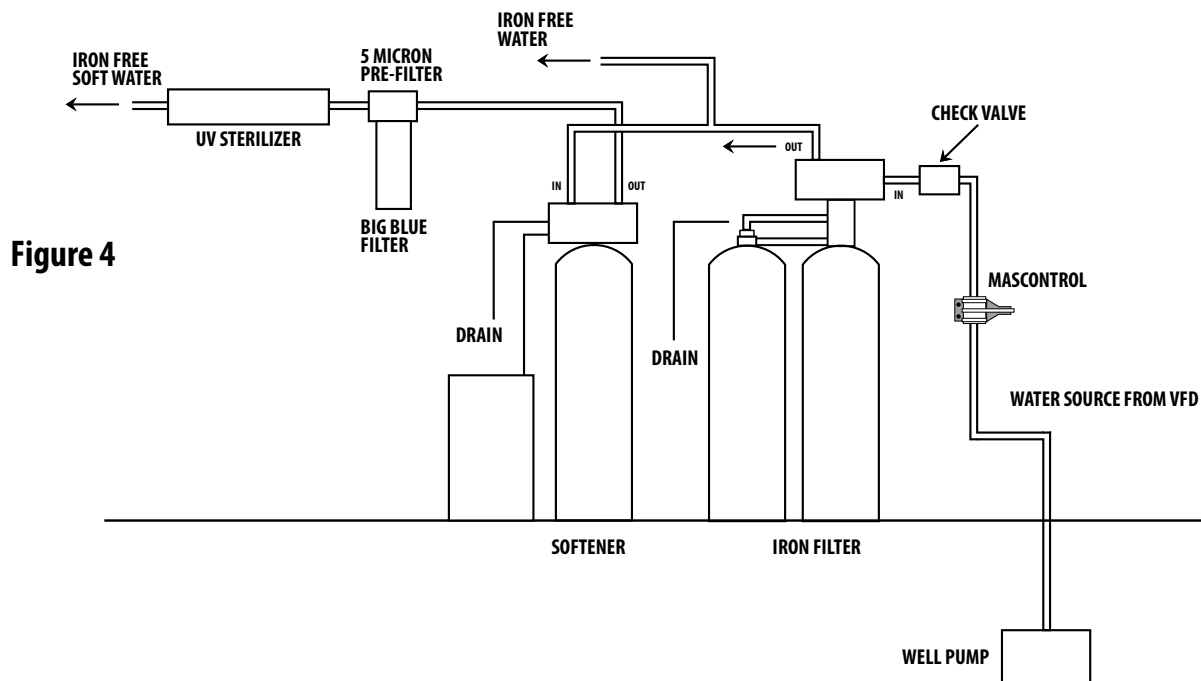 IRON FREE
WATER
IRON FREE
SOFT WATER
5 MICRON
PRE-FILTER
UV STERILIZER
CHECK VALVE
OUT
IN
OUT
IN
BIG BLUE
FILTER
Figure 4
MASCONTROL
DRAIN
DRAIN
WATER SOURCE FROM VFD
SOFTENER
IRON FILTER
WELL PUMP